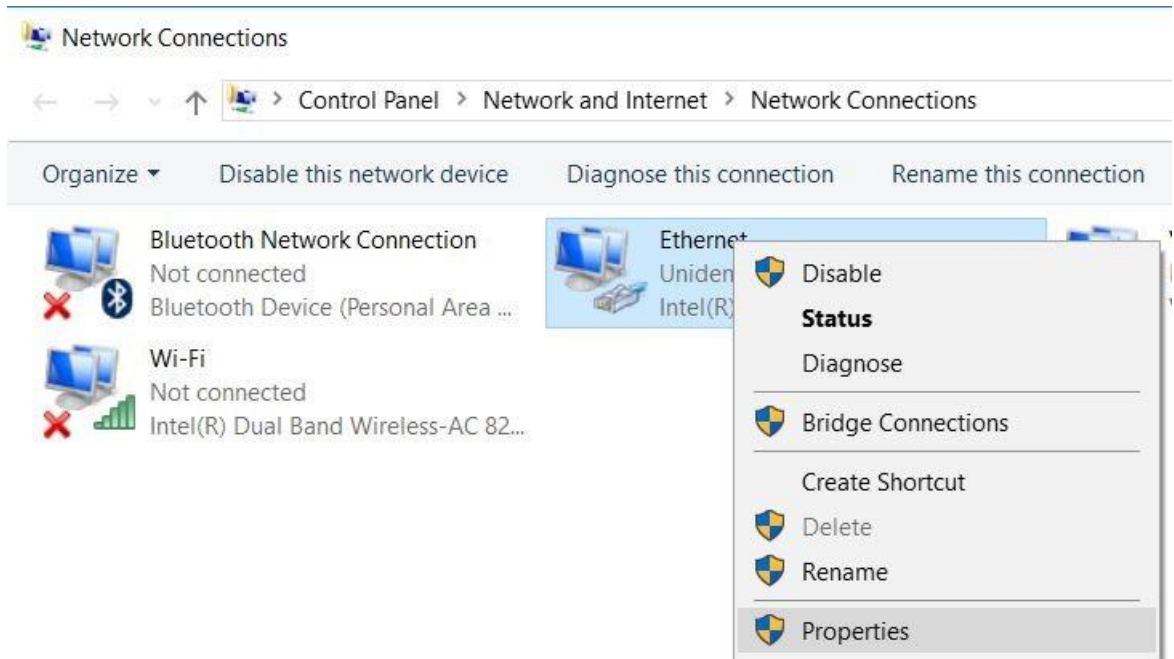 Network Connections
Control Panel > Network and Internet > Network Connections
Organize Disable this network device Diagnose this connection Rename this connection
Bluetooth Network Connection
Not connected
Bluetooth Device (Personal Area ...
Wi-Fi
Not connected
Intel(R) Dual Band Wireless-AC 82...
Ethernet
Uniden
Intel(R)
Disable
Status
Diagnose
Bridge Connections
Create Shortcut
Delete
Rename
Properties